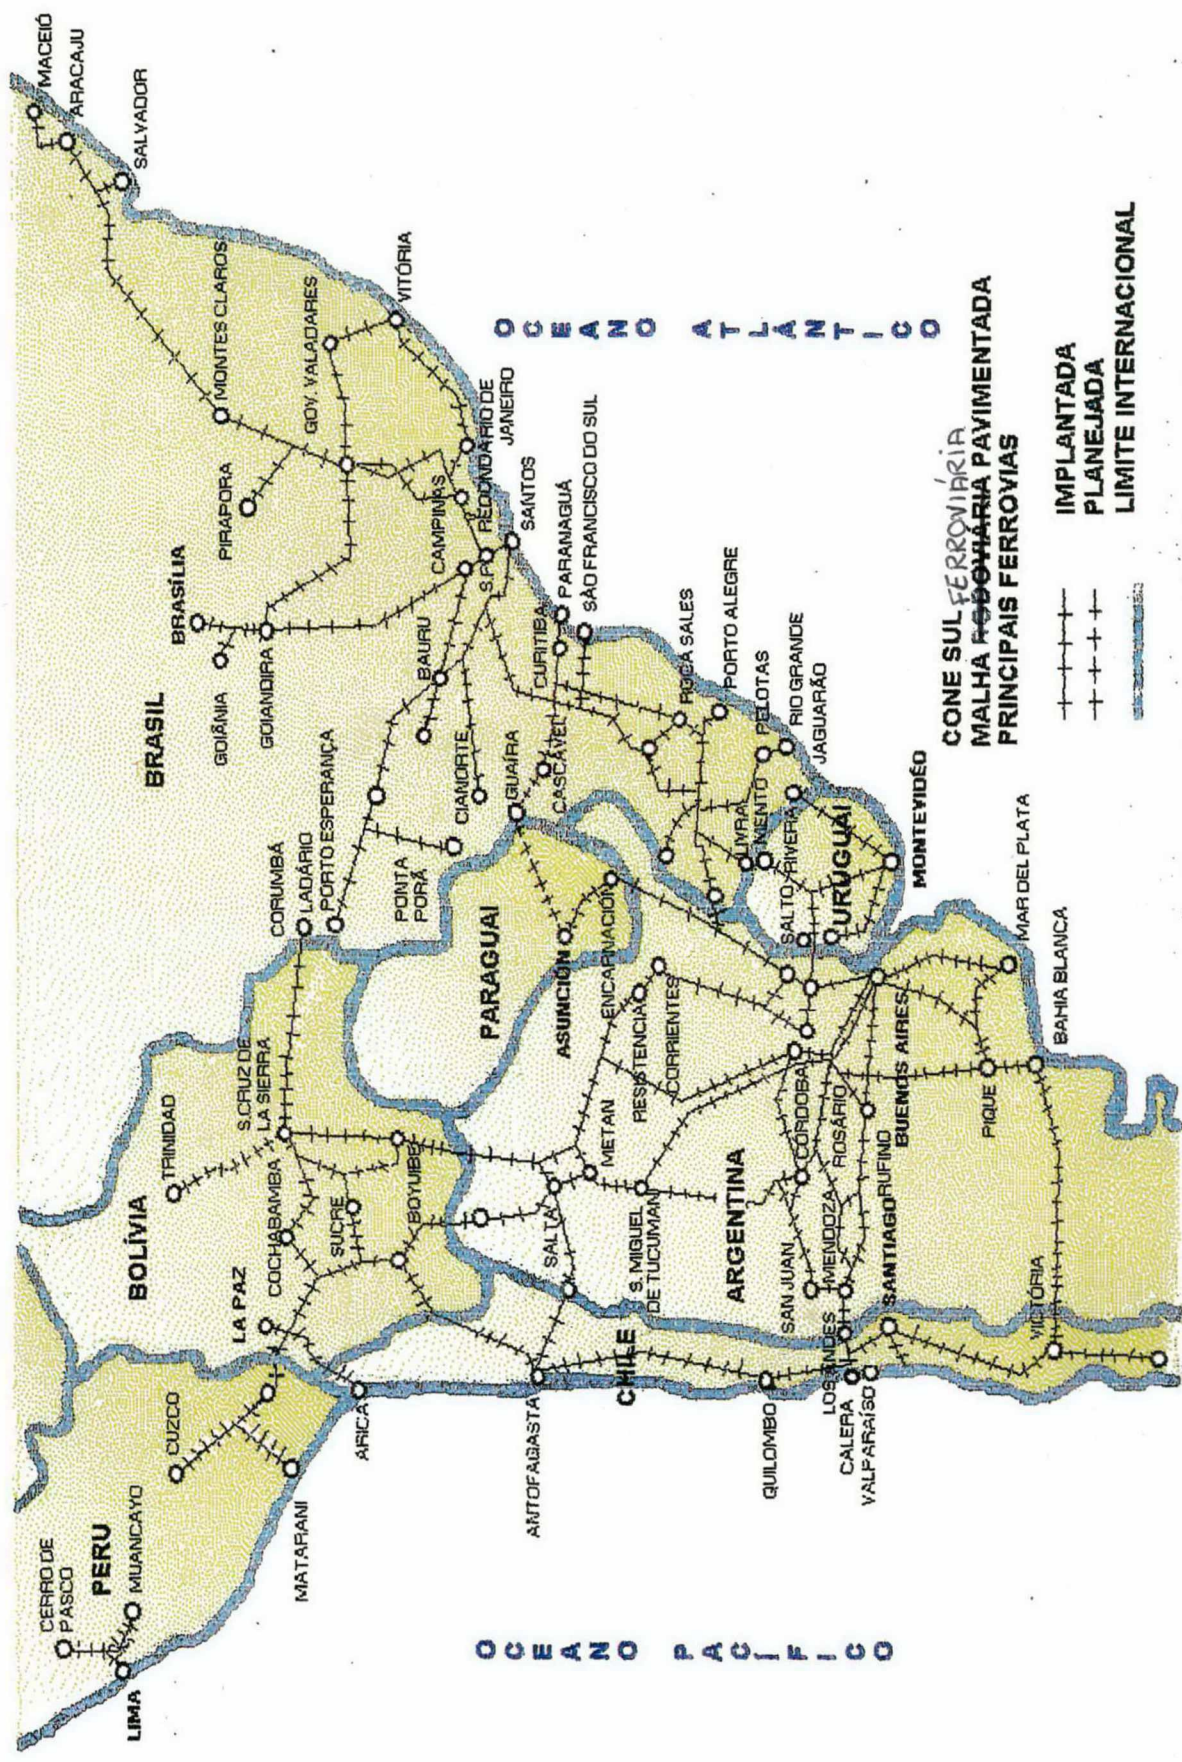 MACEIÓ
ARACAJU
SALVADOR
MONTES CLAROS
GOV. VALADARES
VITÓRIA
PIRAPORA
BRASÍLIA
GOIÂNIA
GOIANDIRA
BRASIL
CAMPINAS
RIO DE
JANEIRO
SANTOS
BAURU
CURITIBA
PARANAGUÁ
SÃO FRANCISCO DO SUL
CORUMBÁ
LADÁRIO
PORTO ESPERANÇA
PONTA
PORÃ
CIANORTE
GUAÍRA
CASCAVEL
ROCA SALES
PORTO ALEGRE
PELOTAS
RIO GRANDE
JAGUARÃO
LIVRA
MENTO
RIVERIA
SALTO
URUGUAI
MONTEVIDÉO
PARAGUAI
ASUNCIÓN
ENCARNACIÓN
TRINIDAD
S.CRUZ DE
LA SIERRA
BOLÍVIA
COCHABAMBA
SUCRE
BOYUIBE
LA PAZ
METAN
RESISTENCIA
CORRIENTES
SALTA
S. MIGUEL
DE TUCUMAN
ARGENTINA
CÓRDOBA
ROSÁRIO
BUENOS AIRES
MAR DEL PLATA
BAHIA BLANCA
PIQUE
RUFINO
SAN JUAN
MENDOZA
SANTIAGO
VICTÓRIA
LOS ANDES
CHILE
CUZCO
ARICA
ANTOFAGASTA
QUILOMBO
CALERA
VALPARAÍSO
MATARANI
CERRO DE
PASCO
PERU
MUANCAYO
LIMA
OCEANO ATLÂNTICO
OCEANO PACÍFICO
CONE SUL FERROVIÁRIA
MALHA RODOVIÁRIA PAVIMENTADA
PRINCIPAIS FERROVIAS
IMPLANTADA
PLANEJADA
LIMITE INTERNACIONAL